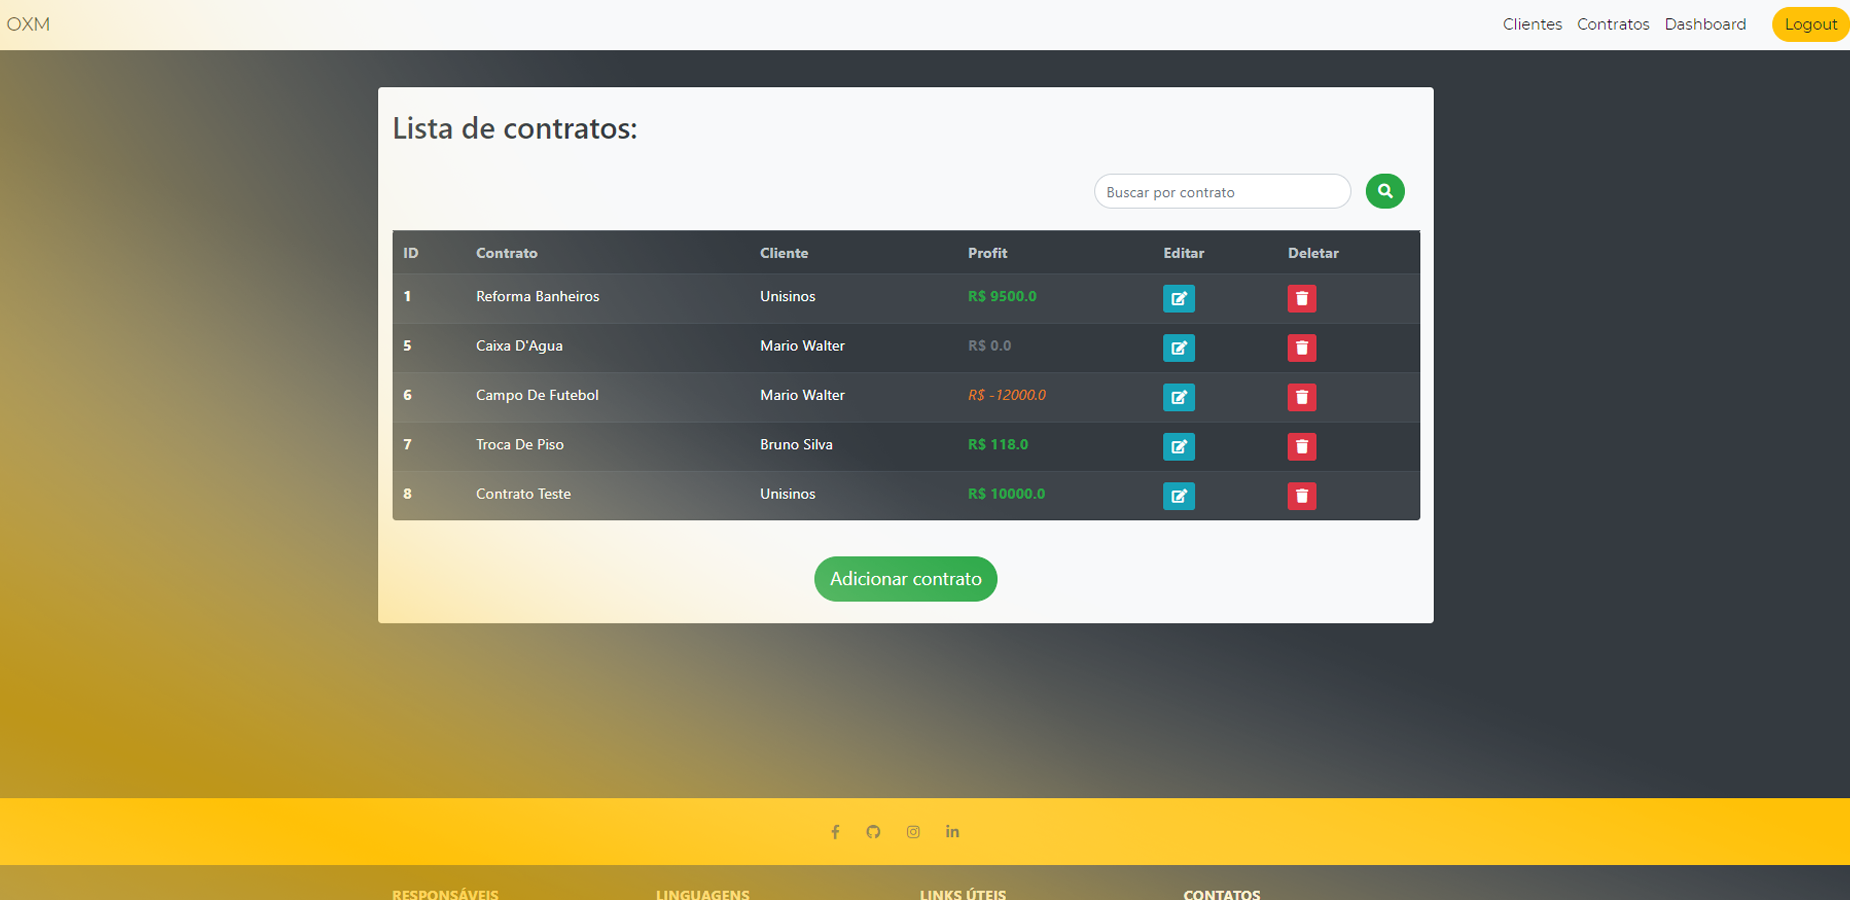 OXM Clientes Contratos Dashboard Logout
Lista de contratos:
Buscar por contrato
ID Contrato Cliente Profit Editar Deletar
1 Reforma Banheiros Unisinos R$ 9500.0
5 Caixa D'Agua Mario Walter R$ 0.0
6 Campo De Futebol Mario Walter R$ -12000.0
7 Troca De Piso Bruno Silva R$ 118.0
8 Contrato Teste Unisinos R$ 10000.0
Adicionar contrato
RESPONSÁVEIS LINGUAGENS LINKS ÚTEIS CONTATOS